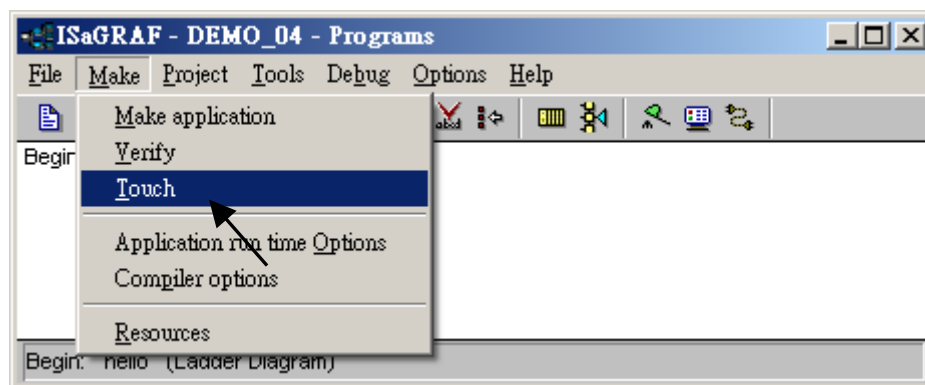 ISaGRAF - DEMO_04 - Programs
File Make Project Tools Debug Options Help
Make application
Verify
Touch
Application run time Options
Compiler options
Resources
Begin
Begin: hello (Ladder Diagram)